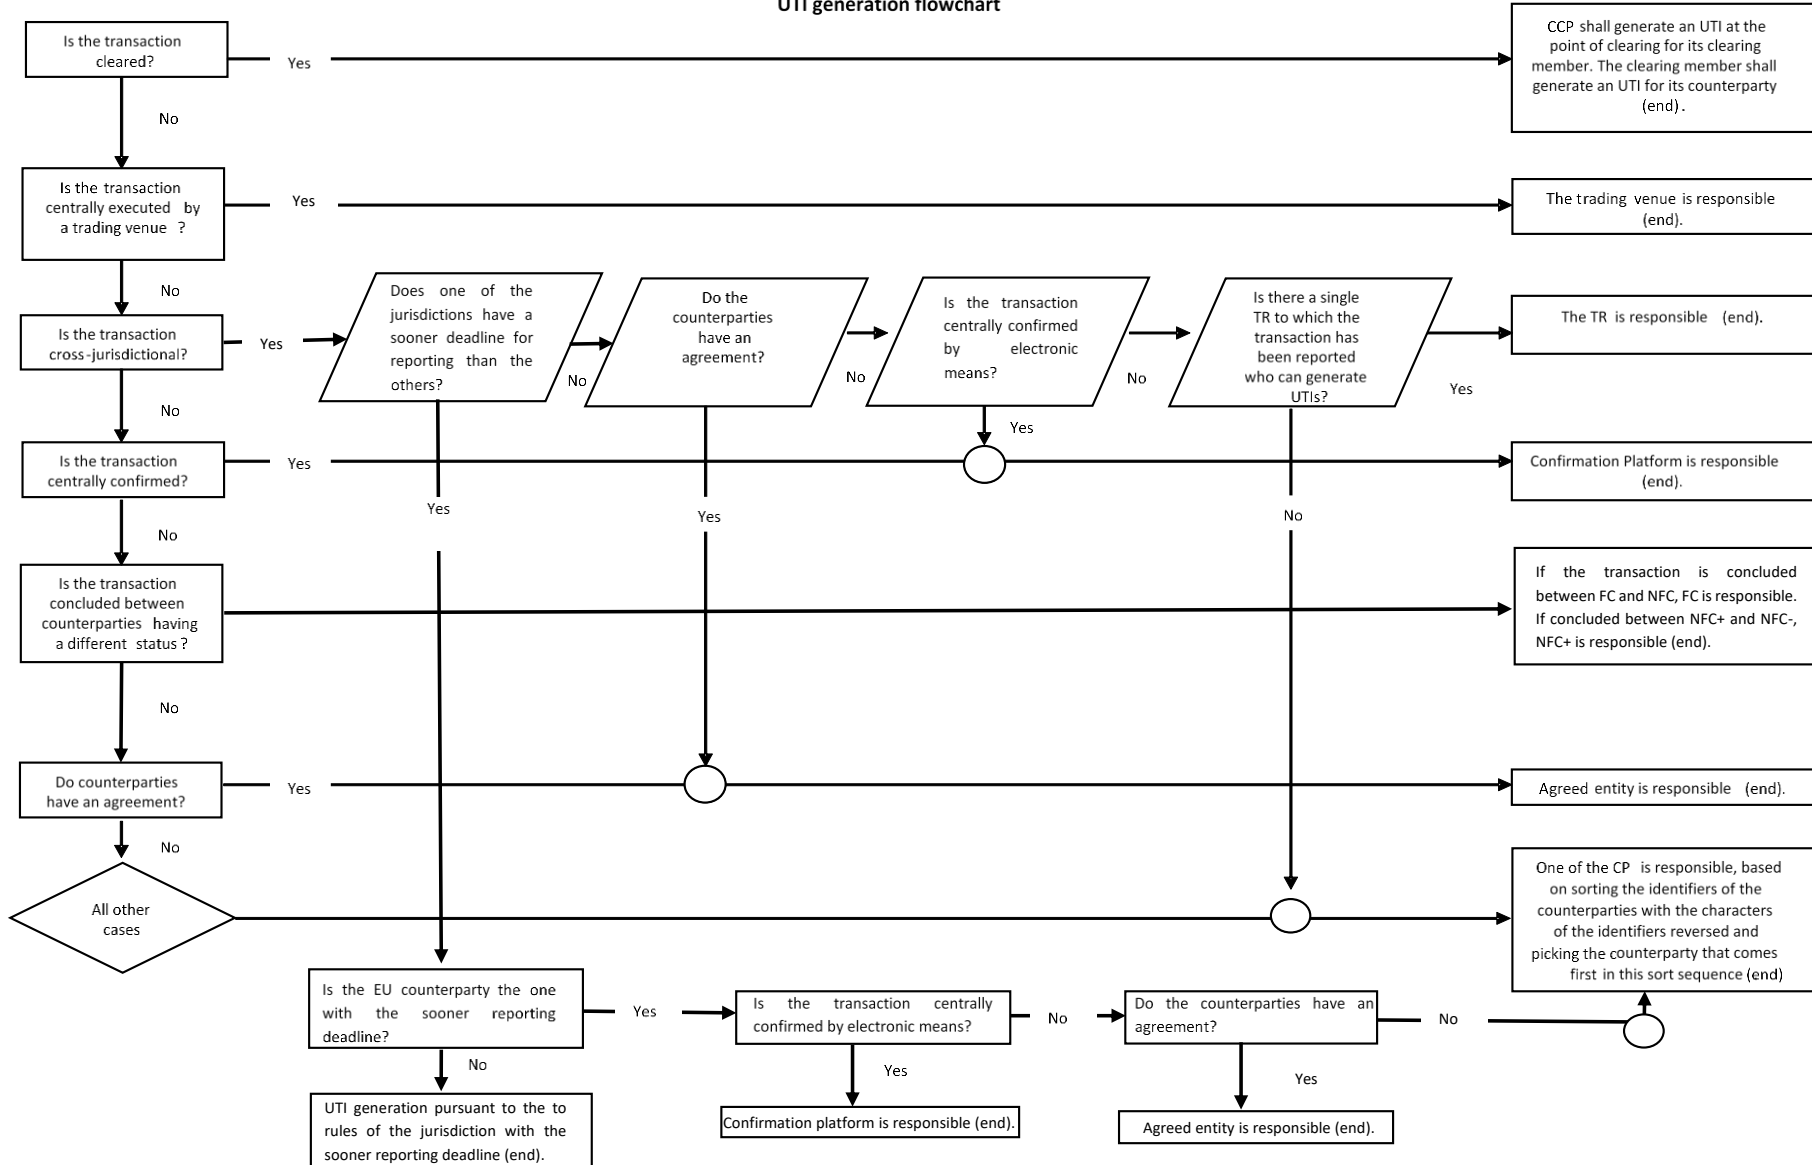 UTI generation flowchart
Is the transaction
cleared?
Yes
CCP shall generate an UTI at the
point of clearing for its clearing
member. The clearing member shall
generate an UTI for its counterparty
(end).
No
Is the transaction
centrally executed by
a trading venue ?
Yes
The trading venue is responsible
(end).
No
Is the transaction
cross-jurisdictional?
Yes
Does one of the
jurisdictions have a
sooner deadline for
reporting than the
others?
No
Do the
counterparties
have an
agreement?
No
Is the transaction
centrally confirmed
by electronic
means?
No
Is there a single
TR to which the
transaction has
been reported
who can generate
UTIs?
Yes
The TR is responsible (end).
No
Yes
Is the transaction
centrally confirmed?
Yes
Confirmation Platform is responsible
(end).
Yes
Yes
No
No
Is the transaction
concluded between
counterparties having
a different status ?
If the transaction is concluded
between FC and NFC, FC is responsible.
If concluded between NFC+ and NFC-,
NFC+ is responsible (end).
No
Do counterparties
have an agreement?
Yes
Agreed entity is responsible (end).
No
All other
cases
One of the CP is responsible, based
on sorting the identifiers of the
counterparties with the characters
of the identifiers reversed and
picking the counterparty that comes
first in this sort sequence (end)
Is the EU counterparty the one
with the sooner reporting
deadline?
Yes
Is the transaction centrally
confirmed by electronic means?
No
Do the counterparties have an
agreement?
No
No
Yes
Yes
UTI generation pursuant to the to
rules of the jurisdiction with the
sooner reporting deadline (end).
Confirmation platform is responsible (end).
Agreed entity is responsible (end).